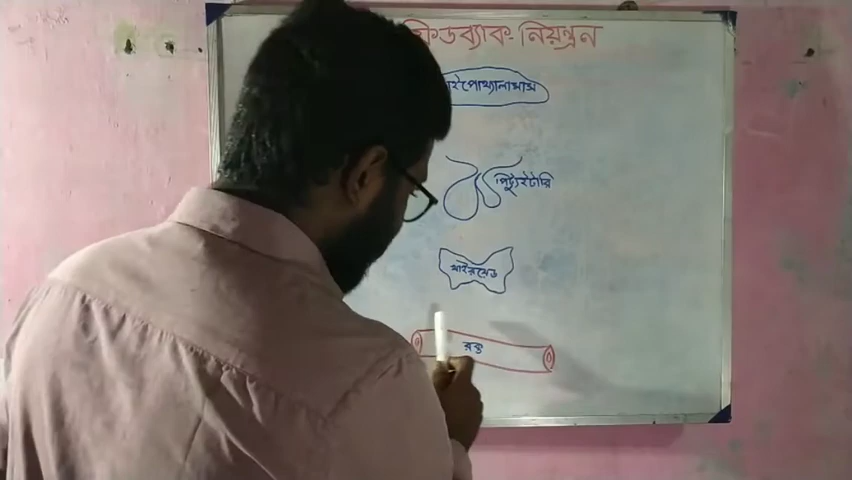 ফিডব্যাক-নিয়ন্ত্রন
হাইপোথ্যালামাস
পিট্যুইটারি
থাইরয়েড
রক্ত